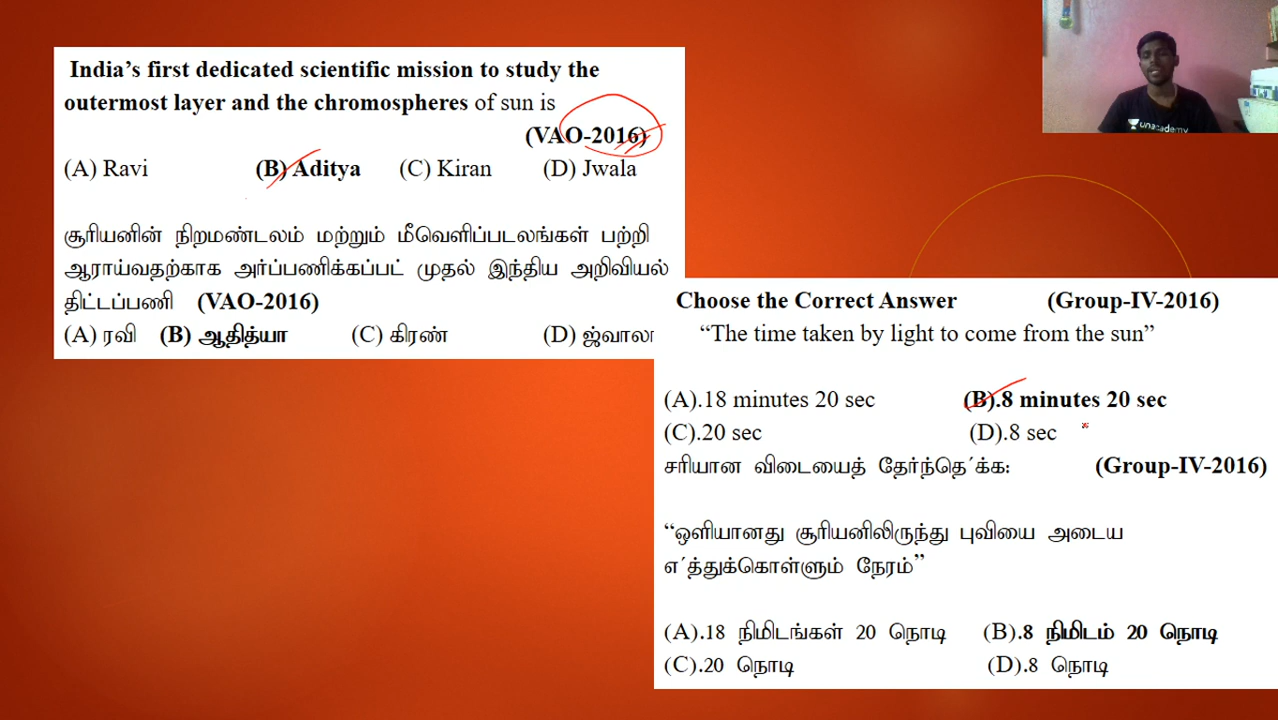 India’s first dedicated scientific mission to study the
outermost layer and the chromospheres of sun is
(VAO-2016)
(A) Ravi (B) Aditya (C) Kiran (D) Jwala
சூரியனின் நிறமண்டலம் மற்றும் மீவெளிப்படலங்கள் பற்றி
ஆராய்வதற்காக அர்ப்பணிக்கப்பட் முதல் இந்திய அறிவியல்
திட்டப்பணி (VAO-2016)
(A) ரவி (B) ஆதித்யா (C) கிரண் (D) ஜ்வாலா
unacademy
Choose the Correct Answer (Group-IV-2016)
“The time taken by light to come from the sun”
(A).18 minutes 20 sec (B).8 minutes 20 sec
(C).20 sec (D).8 sec
சரியான விடையைத் தேர்ந்தெ´க்க: (Group-IV-2016)
“ஒளியானது சூரியனிலிருந்து புவியை அடைய
எ´த்துக்கொள்ளும் நேரம்”
(A).18 நிமிடங்கள் 20 நொடி (B).8 நிமிடம் 20 நொடி
(C).20 நொடி (D).8 நொடி